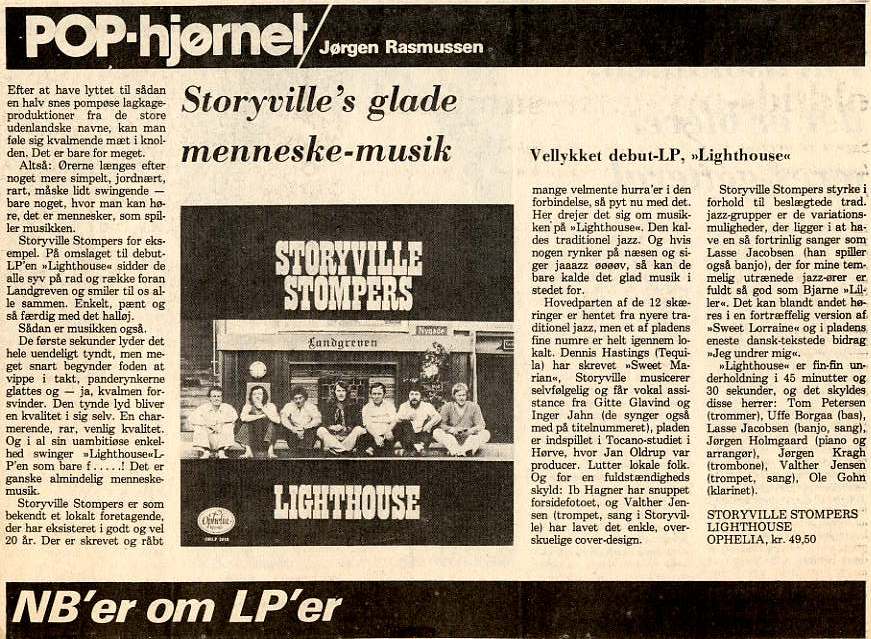 POP-hjørnet/
Jørgen Rasmussen
Storyville's glade
menneske-musik
Vellykket debut-LP, »Lighthouse«
Efter at have lyttet til sådan
en halv snes pompøse lagkage-
produktioner fra de store
udenlandske navne, kan man
føle sig kvalmende mæt i knol-
den. Det er bare for meget.
Altså: Ørerne længes efter
noget mere simpelt, jordnært,
rart, måske lidt swingende —
bare noget, hvor man kan hø-
re, det er mennesker, som spil-
ler musikken.
Storyville Stompers for eks-
empel. På omslaget til debut-
LP'en »Lighthouse« sidder de
alle syv på rad og række foran
Landgreven og smiler til os al-
le sammen. Enkelt, pænt og
så færdig med det halløj.
Sådan er musikken også.
De første sekunder lyder det
hele uendeligt tyndt, men me-
get snart begynder foden at
vippe i takt, panderynkerne
glattes og — ja, kvalmen for-
svinder. Den tynde lyd bliver
en kvalitet i sig selv. En char-
merende, rar, venlig kvalitet.
Og i al sin uambitiøse enkel-
hed swinger »Lighthouse«L-
P'en som bare f.....! Det er
ganske almindelig menneske-
musik.
Storyville Stompers er som
bekendt et lokalt foretagende,
der har eksisteret i godt og vel
20 år. Der er skrevet og råbt
STORYVILLE
STOMPERS
Nygade
Landgreven
LIGHTHOUSE
Ophelia
mange velmente hurra'er i den
forbindelse, så pyt nu med det.
Her drejer det sig om musik-
ken på »Lighthouse«. Den kal-
des traditionel jazz. Og hvis
nogen rynker på næsen og si-
ger jaaazz øøøøv, så kan de
bare kalde det glad musik i
stedet for.
Hovedparten af de 12 skæ-
ringer er hentet fra nyere tra-
ditionel jazz, men et af pladens
fine numre er helt igennem lo-
kalt. Dennis Hastings (Tequi-
la) har skrevet »Sweet Ma-
rian«, Storyville musicerer
selvfølgelig og får vokal assi-
stance fra Gitte Glavind og
Inger Jahn (de synger også
med på titelnummeret), pladen
er indspillet i Tocano-studiet i
Hørve, hvor Jan Oldrup var
producer. Lutter lokale folk.
Og for en fuldstændigheds
skyld: Ib Hagner har snuppet
forsidefotoet, og Valther Jen-
sen (trompet, sang i Storyvil-
le) har lavet det enkle, over-
skuelige cover-design.
Storyville Stompers styrke i
forhold til beslægtede trad.
jazz-grupper er de variations-
muligheder, der ligger i at ha-
ve en så fortrinlig sanger som
Lasse Jacobsen (han spiller
også banjo), der for mine tem-
melig utrænede jazz-ører er
fuldt så god som Bjarne »Lil-
ler«. Det kan blandt andet hø-
res i en fortræffelig version af
»Sweet Lorraine« og i pladens
eneste dansk-tekstede bidrag
»Jeg undrer mig«.
»Lighthouse« er fin-fin un-
derholdning i 45 minutter og
30 sekunder, og det skyldes
disse herrer: Tom Petersen
(trommer), Uffe Borgaa (bas),
Lasse Jacobsen (banjo, sang),
Jørgen Holmgaard (piano og
arrangør), Jørgen Kragh
(trombone), Valther Jensen
(trompet, sang), Ole Gohn
(klarinet).
STORYVILLE STOMPERS
LIGHTHOUSE
OPHELIA, kr. 49,50
NB'er om LP'er